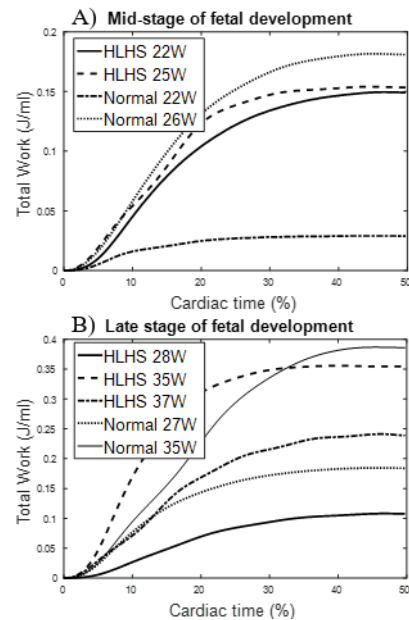 A) Mid-stage of fetal development
0.2
0.15
0.1
0.05
0
Total Work (J/ml)
HLHS 22W
HLHS 25W
Normal 22W
Normal 26W
0 10 20 30 40 50
Cardiac time (%)
B) Late stage of fetal development
0.4
0.35
0.3
0.25
0.2
0.15
0.1
0.05
0
Total Work (J/ml)
HLHS 28W
HLHS 35W
HLHS 37W
Normal 27W
Normal 35W
0 10 20 30 40 50
Cardiac time (%)